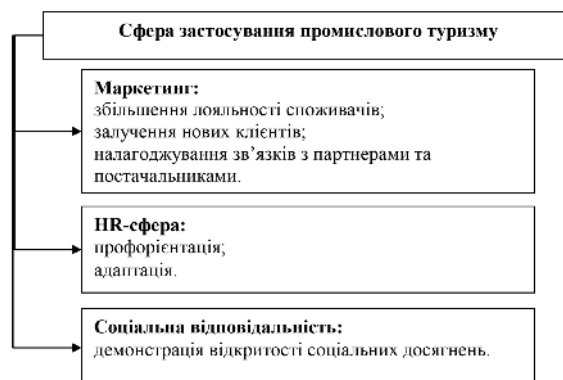 Сфера застосування промислового туризму
Маркетинг:
збільшення лояльності споживачів;
залучення нових клієнтів;
налагоджування зв’язків з партнерами та
постачальниками.
HR-сфера:
профорієнтація;
адаптація.
Соціальна відповідальність:
демонстрація відкритості соціальних досягнень.